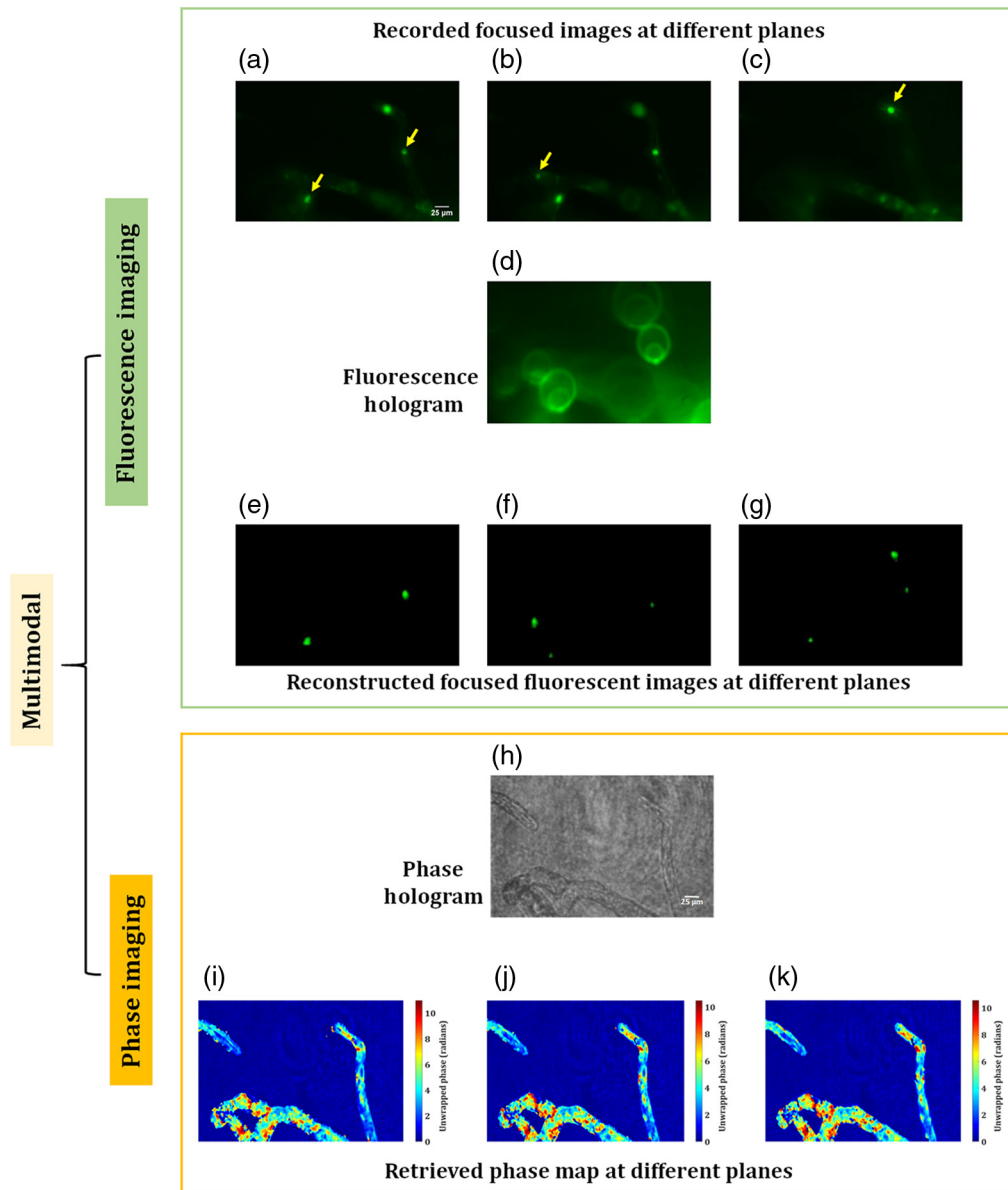 Recorded focused images at different planes
(a)
(b)
(c)
25 µm
(d)
Fluorescence
hologram
(e)
(f)
(g)
Reconstructed focused fluorescent images at different planes
Multimodal
Fluorescence imaging
Phase imaging
(h)
Phase
hologram
25 µm
(i)
(j)
(k)
10
8
6
4
2
0
Unwrapped phase (radians)
10
8
6
4
2
0
Unwrapped phase (radians)
10
8
6
4
2
0
Unwrapped phase (radians)
Retrieved phase map at different planes